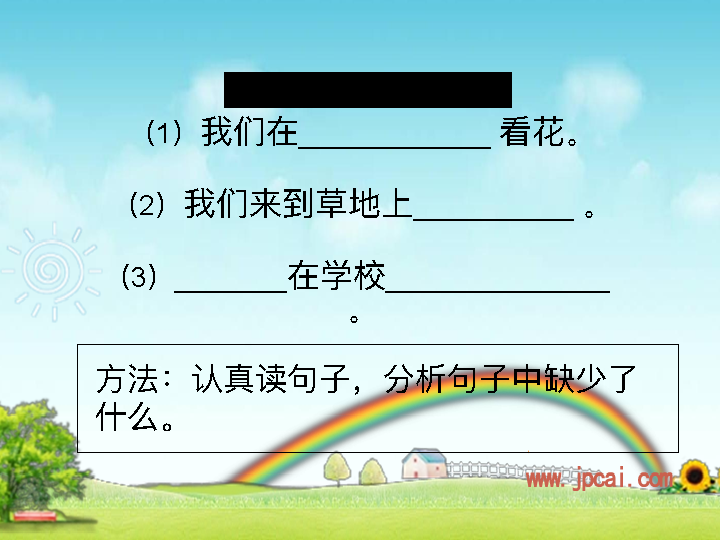 （1）我们在____________ 看花。
（2）我们来到草地上__________ 。
（3）_______在学校______________
。
方法：认真读句子，分析句子中缺少了
什么。
www.jpcai.com